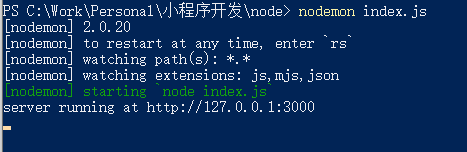 PS C:\Work\Personal\小程序开发\node> nodemon index.js
[nodemon] 2.0.20
[nodemon] to restart at any time, enter `rs`
[nodemon] watching path(s): *.*
[nodemon] watching extensions: js,mjs,json
[nodemon] starting `node index.js`
server running at http://127.0.0.1:3000